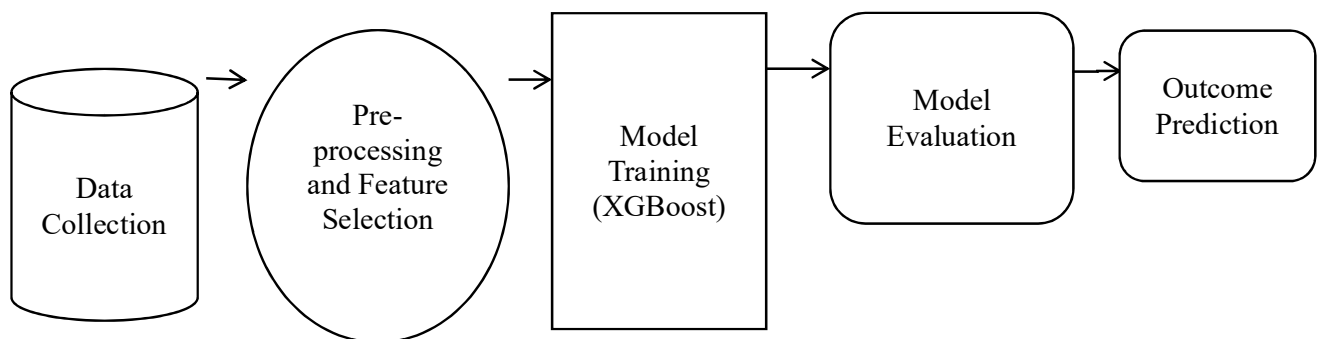 Data
Collection
Pre-
processing
and Feature
Selection
Model
Training
(XGBoost)
Model
Evaluation
Outcome
Prediction